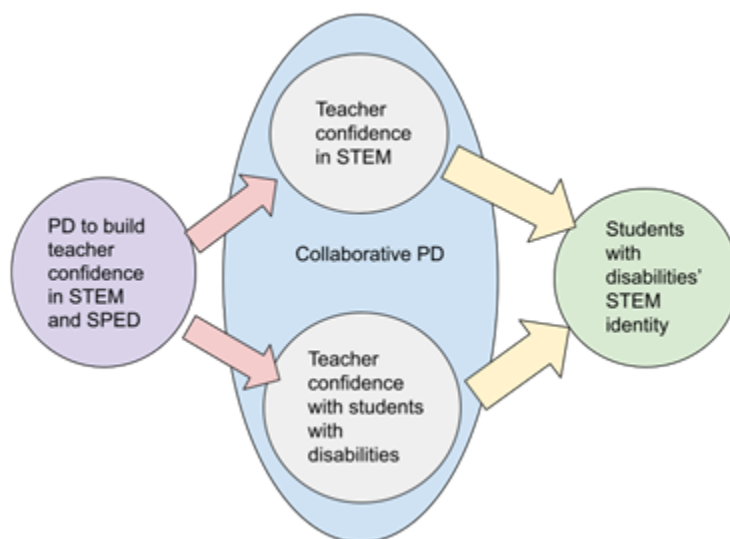 PD to build
teacher
confidence
in STEM
and SPED
Teacher
confidence
in STEM
Collaborative PD
Teacher
confidence
with students
with
disabilities
Students
with
disabilities'
STEM
identity